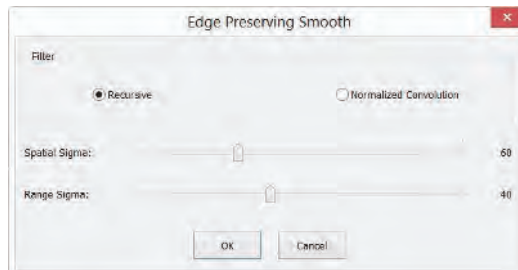 Edge Preserving Smooth
Filter
Recursive
Normalized Convolution
Spatial Sigma:
60
Range Sigma:
40
OK
Cancel